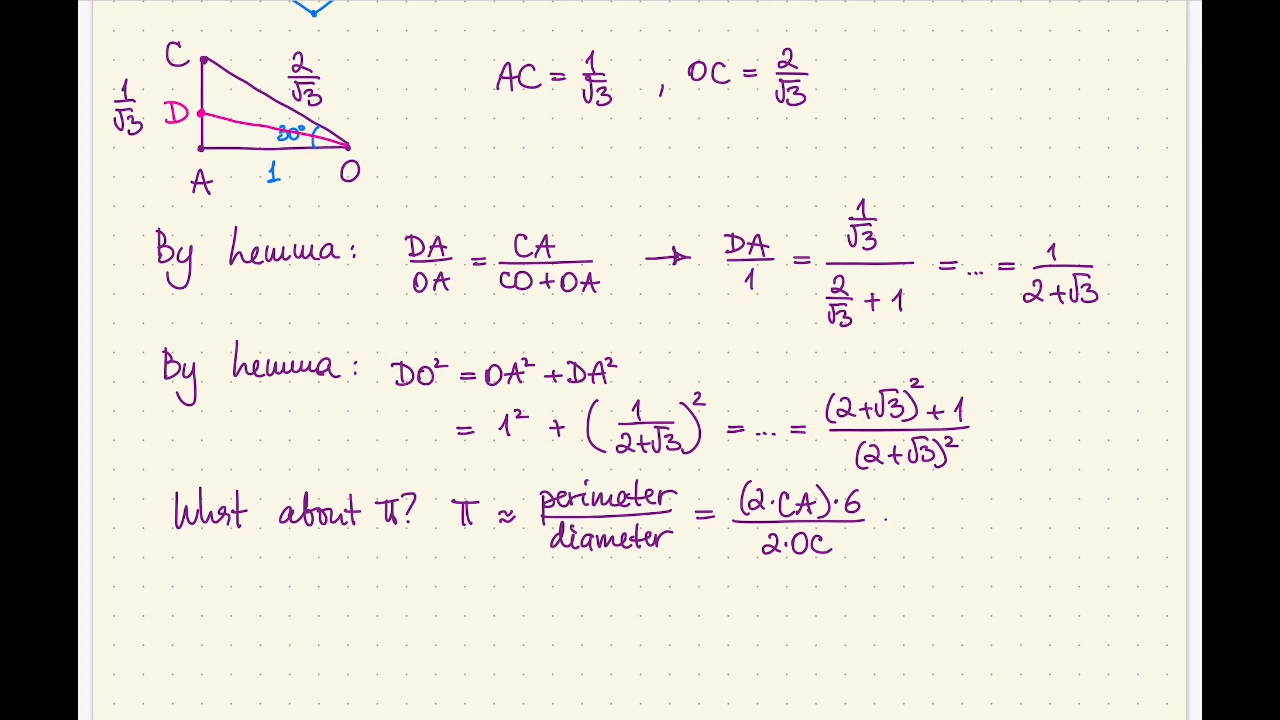 C 2/√3 AC = 1/√3 , OC = 2/√3
1/√3 D 30°
A 1 O
By Lemma: DA/OA = CA/(CO+OA) → DA/1 = (1/√3)/(2/√3 + 1) = ... = 1/(2+√3)
By Lemma: DO² = OA² + DA²
= 1² + (1/(2+√3))² = ... = ((2+√3)² + 1)/(2+√3)²
What about π? π ≈ perimeter/diameter = ((2·CA)·6)/(2·OC)